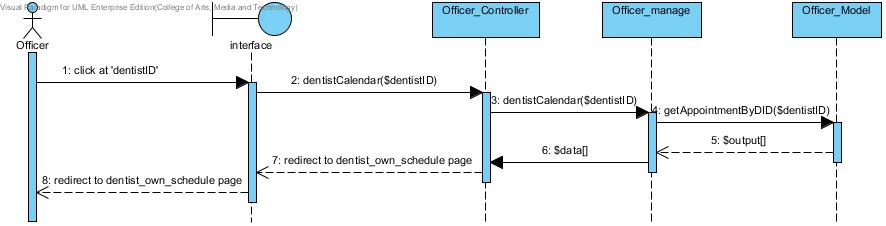 Visual Paradigm for UML Enterprise Edition(College of Arts, Media and Technology)
Officer
interface
Officer_Controller
Officer_manage
Officer_Model
1: click at 'dentistID'
2: dentistCalendar($dentistID)
3: dentistCalendar($dentistID)
4: getAppointmentByDID($dentistID)
5: $output[]
6: $data[]
7: redirect to dentist_own_schedule page
8: redirect to dentist_own_schedule page